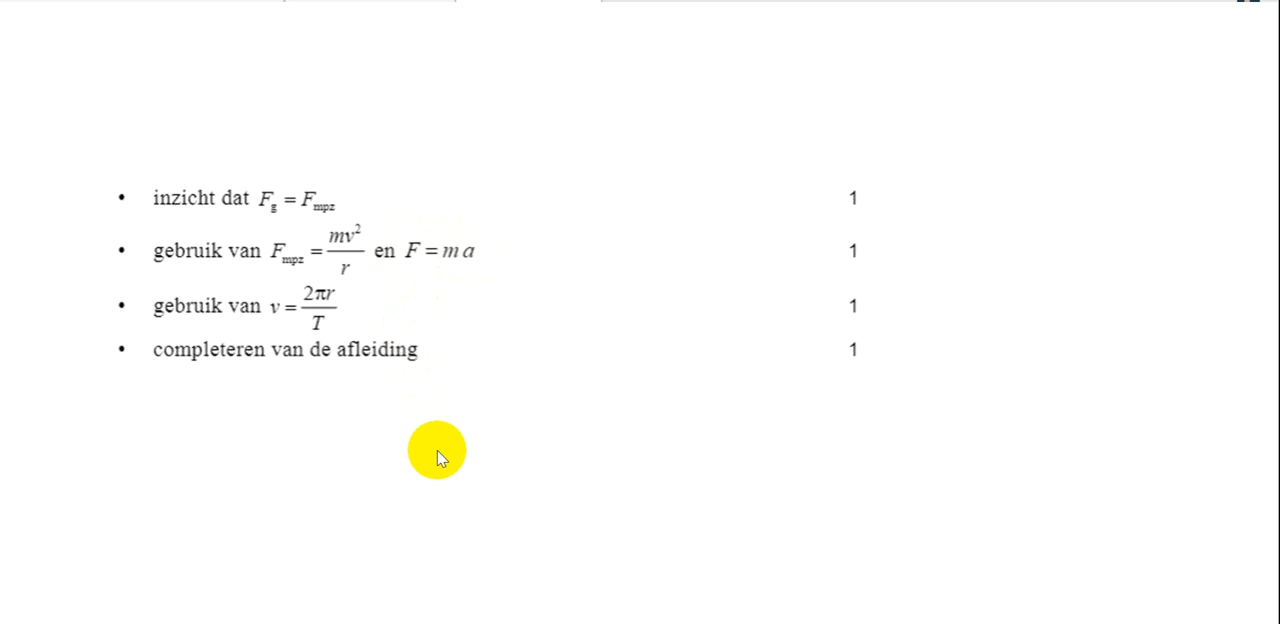 • inzicht dat F_g = F_mpz 1
• gebruik van F_mpz = mv²/r en F = m a 1
• gebruik van v = 2πr/T 1
• completeren van de afleiding 1